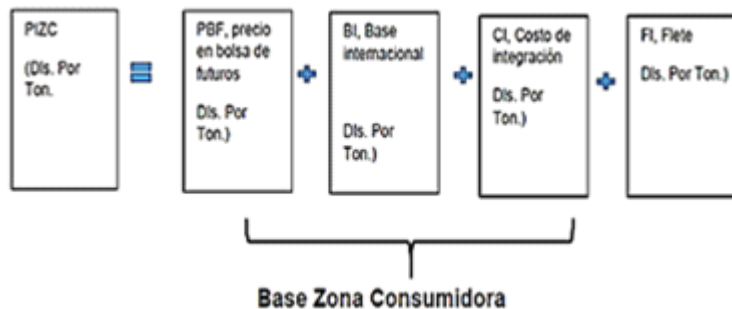 PIZC
(Dls. Por
Ton.
PBF, precio
en bolsa de
futuros
Dls. Por
Ton.)
BI, Base
internacional
Dls. Por
Ton.)
CI, Costo de
integración
Dls. Por
Ton.)
FI, Flete
Dls. Por Ton.)
Base Zona Consumidora